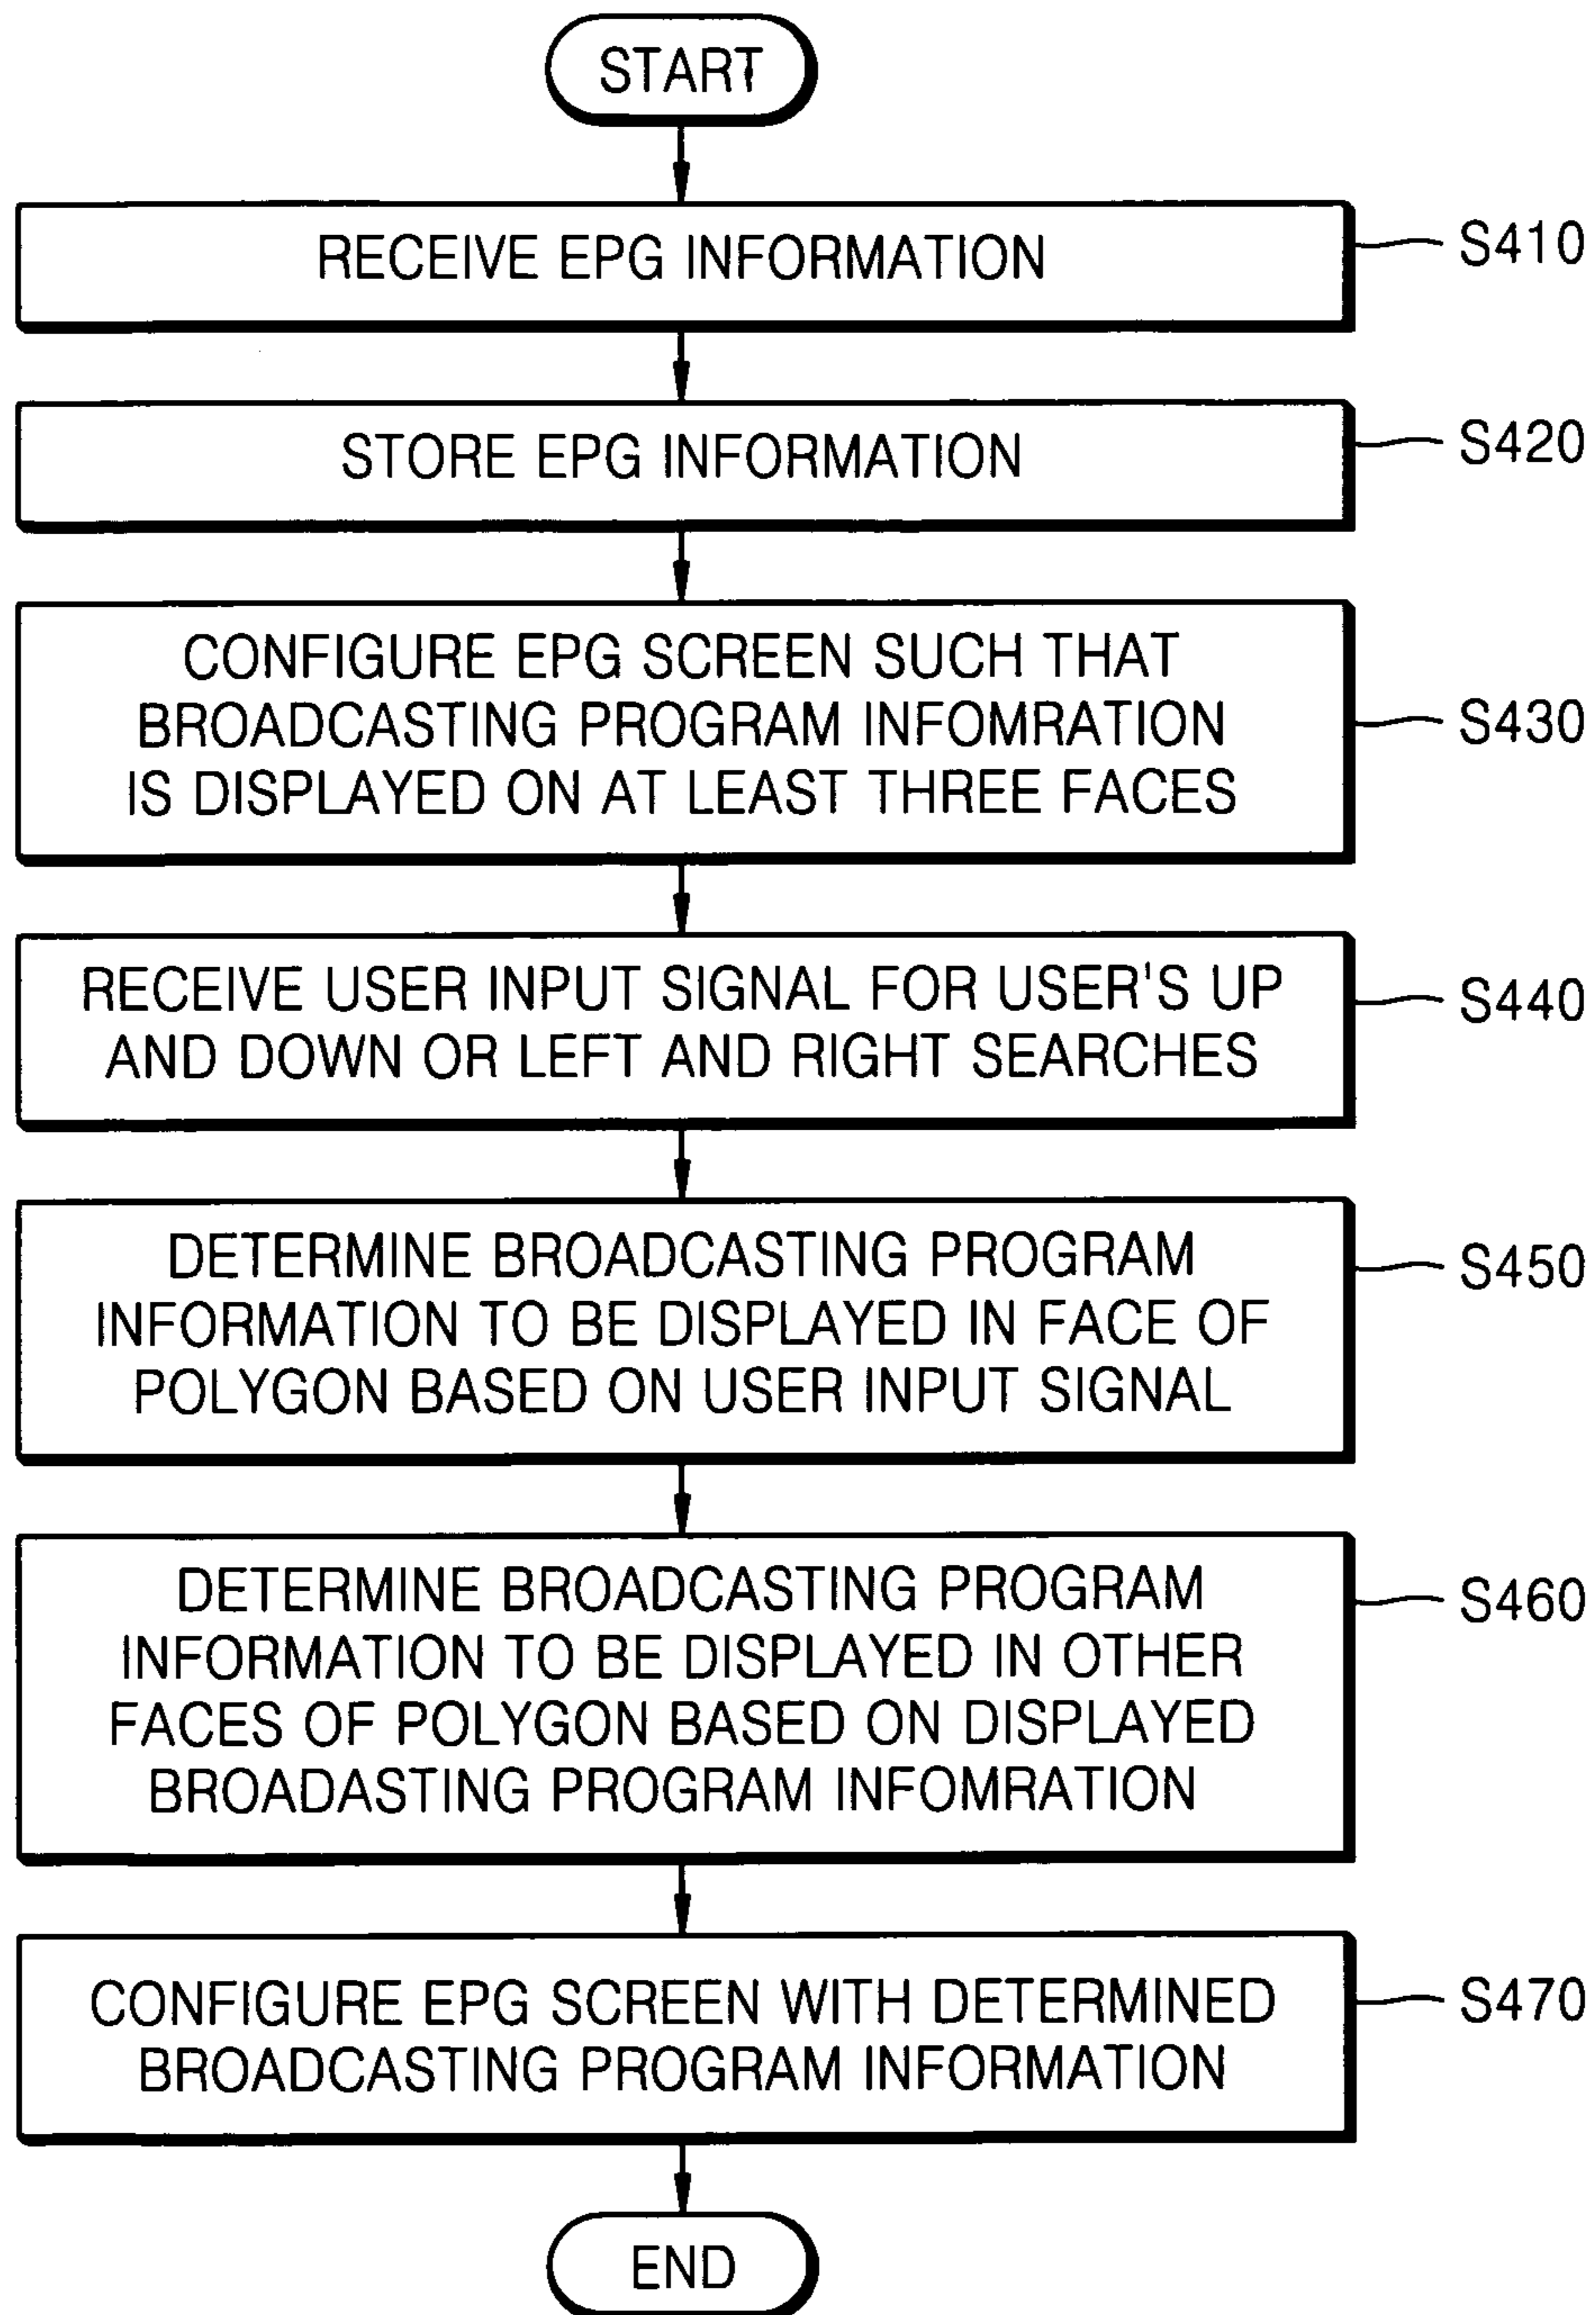 START
RECEIVE EPG INFORMATION
S410
STORE EPG INFORMATION
S420
CONFIGURE EPG SCREEN SUCH THAT
BROADCASTING PROGRAM INFOMRATION
IS DISPLAYED ON AT LEAST THREE FACES
S430
RECEIVE USER INPUT SIGNAL FOR USER'S UP
AND DOWN OR LEFT AND RIGHT SEARCHES
S440
DETERMINE BROADCASTING PROGRAM
INFORMATION TO BE DISPLAYED IN FACE OF
POLYGON BASED ON USER INPUT SIGNAL
S450
DETERMINE BROADCASTING PROGRAM
INFORMATION TO BE DISPLAYED IN OTHER
FACES OF POLYGON BASED ON DISPLAYED
BROADASTING PROGRAM INFOMRATION
S460
CONFIGURE EPG SCREEN WITH DETERMINED
BROADCASTING PROGRAM INFORMATION
S470
END